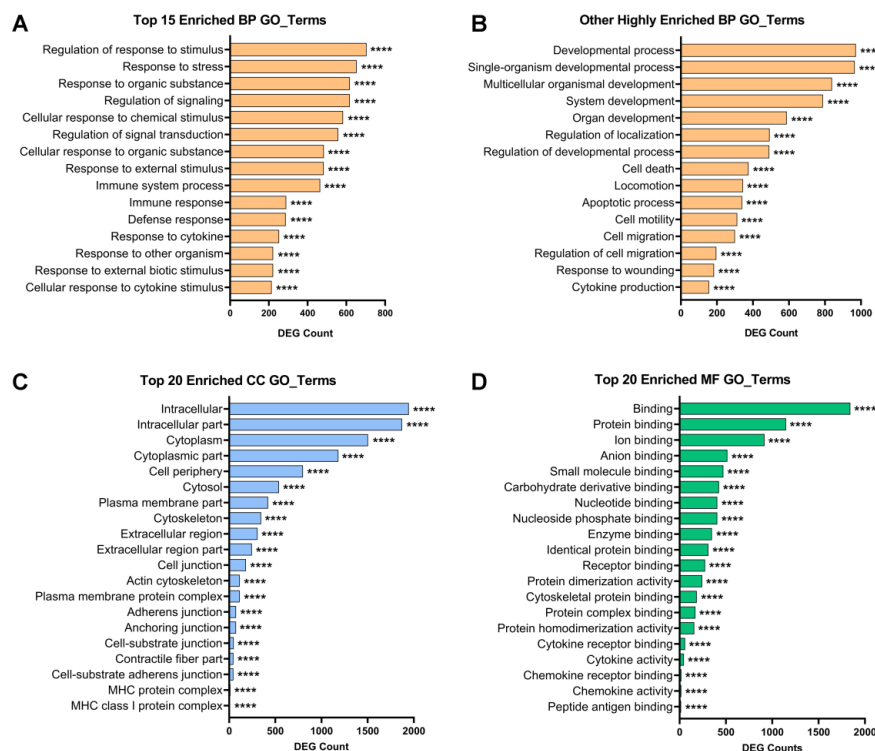 A
Top 15 Enriched BP GO_Terms
Regulation of response to stimulus ****
Response to stress ****
Response to organic substance ****
Regulation of signaling ****
Cellular response to chemical stimulus ****
Regulation of signal transduction ****
Cellular response to organic substance ****
Response to external stimulus ****
Immune system process ****
Immune response ****
Defense response ****
Response to cytokine ****
Response to other organism ****
Response to external biotic stimulus ****
Cellular response to cytokine stimulus ****
0 200 400 600 800
DEG Count
B
Other Highly Enriched BP GO_Terms
Developmental process ***
Single-organism developmental process ***
Multicellular organismal development ****
System development ****
Organ development ****
Regulation of localization ****
Regulation of developmental process ****
Cell death ****
Locomotion ****
Apoptotic process ****
Cell motility ****
Cell migration ****
Regulation of cell migration ****
Response to wounding ****
Cytokine production ****
0 200 400 600 800 1000
DEG Count
C
Top 20 Enriched CC GO_Terms
Intracellular ****
Intracellular part ****
Cytoplasm ****
Cytoplasmic part ****
Cell periphery ****
Cytosol ****
Plasma membrane part ****
Cytoskeleton ****
Extracellular region ****
Extracellular region part ****
Cell junction ****
Actin cytoskeleton ****
Plasma membrane protein complex ****
Adherens junction ****
Anchoring junction ****
Cell-substrate junction ****
Contractile fiber part ****
Cell-substrate adherens junction ****
MHC protein complex ****
MHC class I protein complex ****
0 500 1000 1500 2000
DEG Count
D
Top 20 Enriched MF GO_Terms
Binding ****
Protein binding ****
Ion binding ****
Anion binding ****
Small molecule binding ****
Carbohydrate derivative binding ****
Nucleotide binding ****
Nucleoside phosphate binding ****
Enzyme binding ****
Identical protein binding ****
Receptor binding ****
Protein dimerization activity ****
Cytoskeletal protein binding ****
Protein complex binding ****
Protein homodimerization activity ****
Cytokine receptor binding ****
Cytokine activity ****
Chemokine receptor binding ****
Chemokine activity ****
Peptide antigen binding ****
0 500 1000 1500 2000
DEG Counts